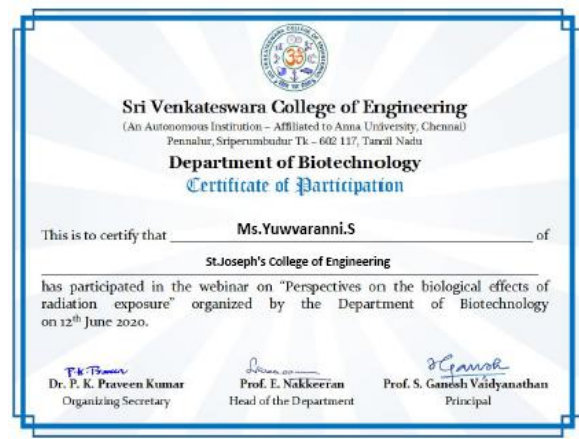 Sri Venkateswara College of Engineering
(An Autonomous Institution – Affiliated to Anna University, Chennai)
Pennalur, Sriperumbudur Tk – 602 117, Tamil Nadu
Department of Biotechnology
Certificate of Participation
This is to certify that Ms.Yuwvaranni.S of
St.Joseph's College of Engineering
has participated in the webinar on "Perspectives on the biological effects of
radiation exposure" organized by the Department of Biotechnology
on 12th June 2020.
Dr. P. K. Praveen Kumar Prof. E. Nakkeeran Prof. S. Ganesh Vaidyanathan
Organizing Secretary Head of the Department Principal